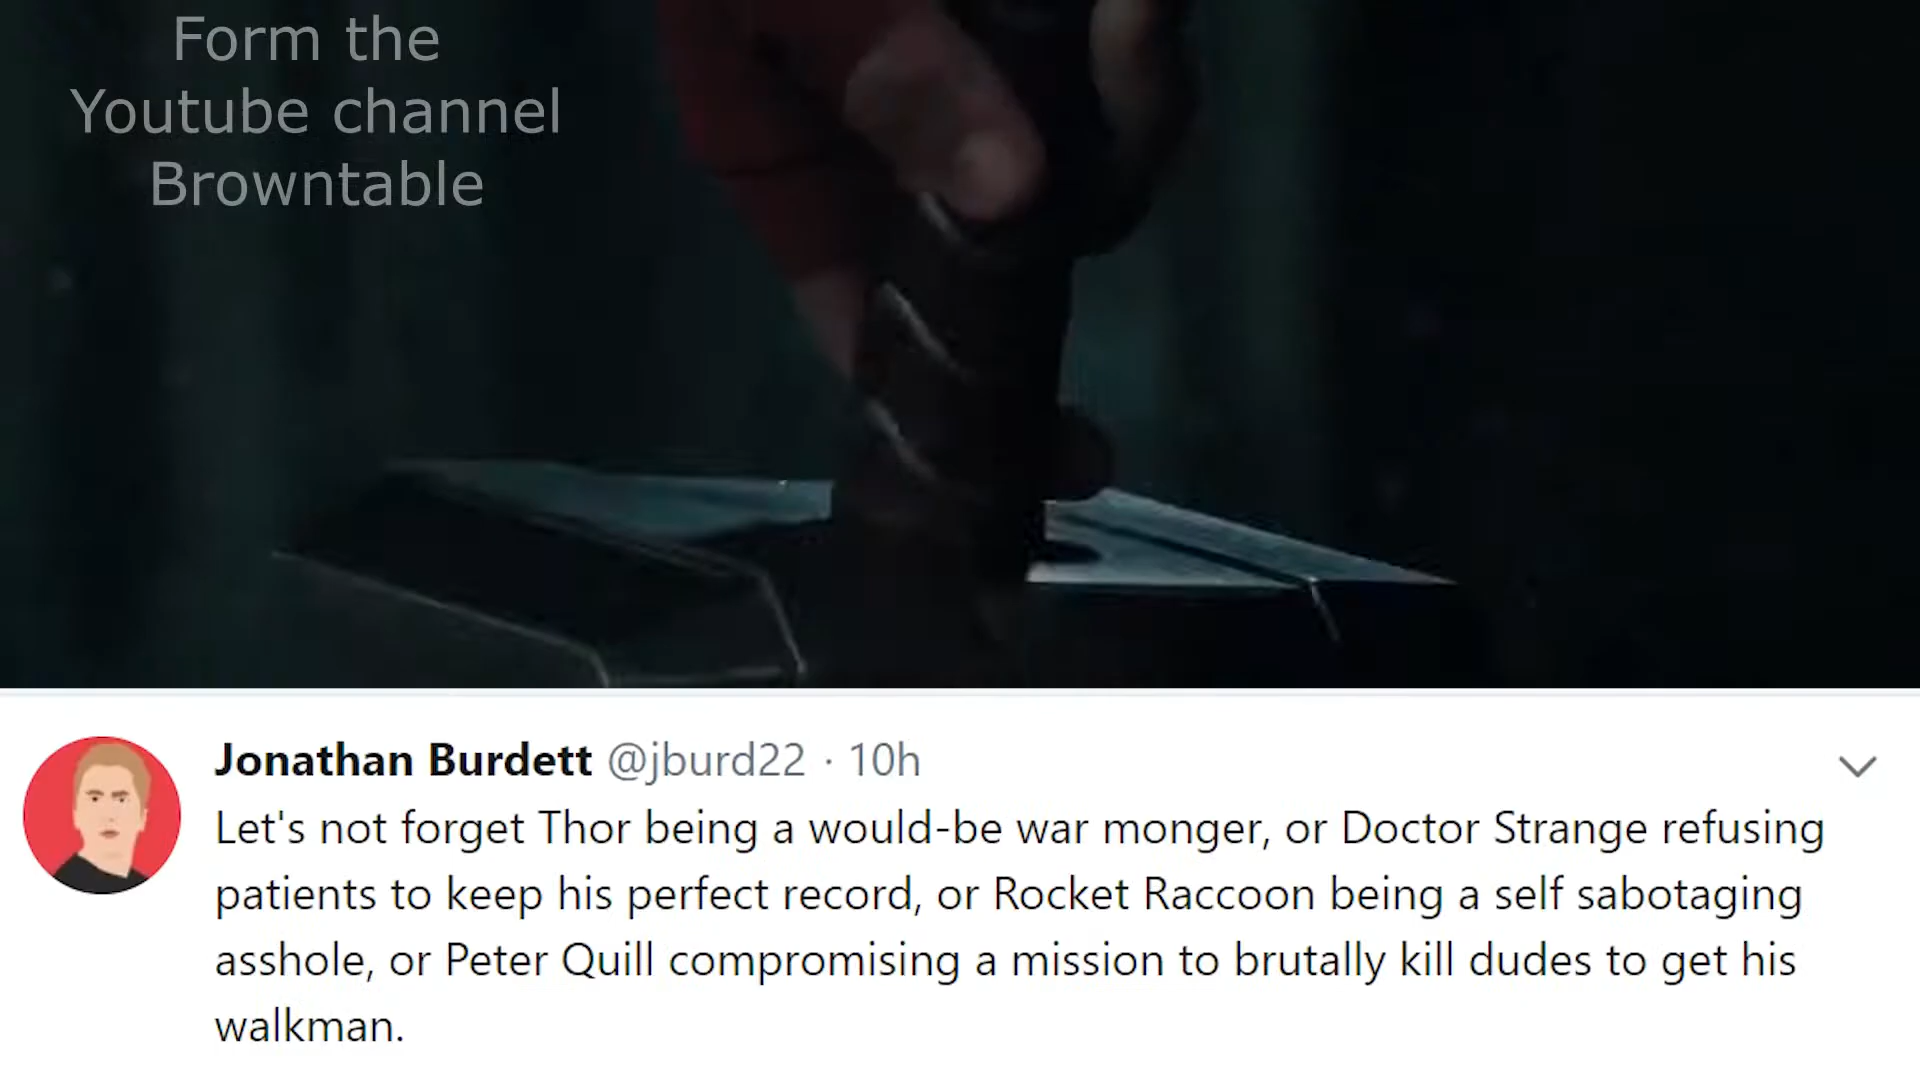 Form the
Youtube channel
Browntable
Jonathan Burdett @jburd22 · 10h
Let's not forget Thor being a would-be war monger, or Doctor Strange refusing
patients to keep his perfect record, or Rocket Raccoon being a self sabotaging
asshole, or Peter Quill compromising a mission to brutally kill dudes to get his
walkman.